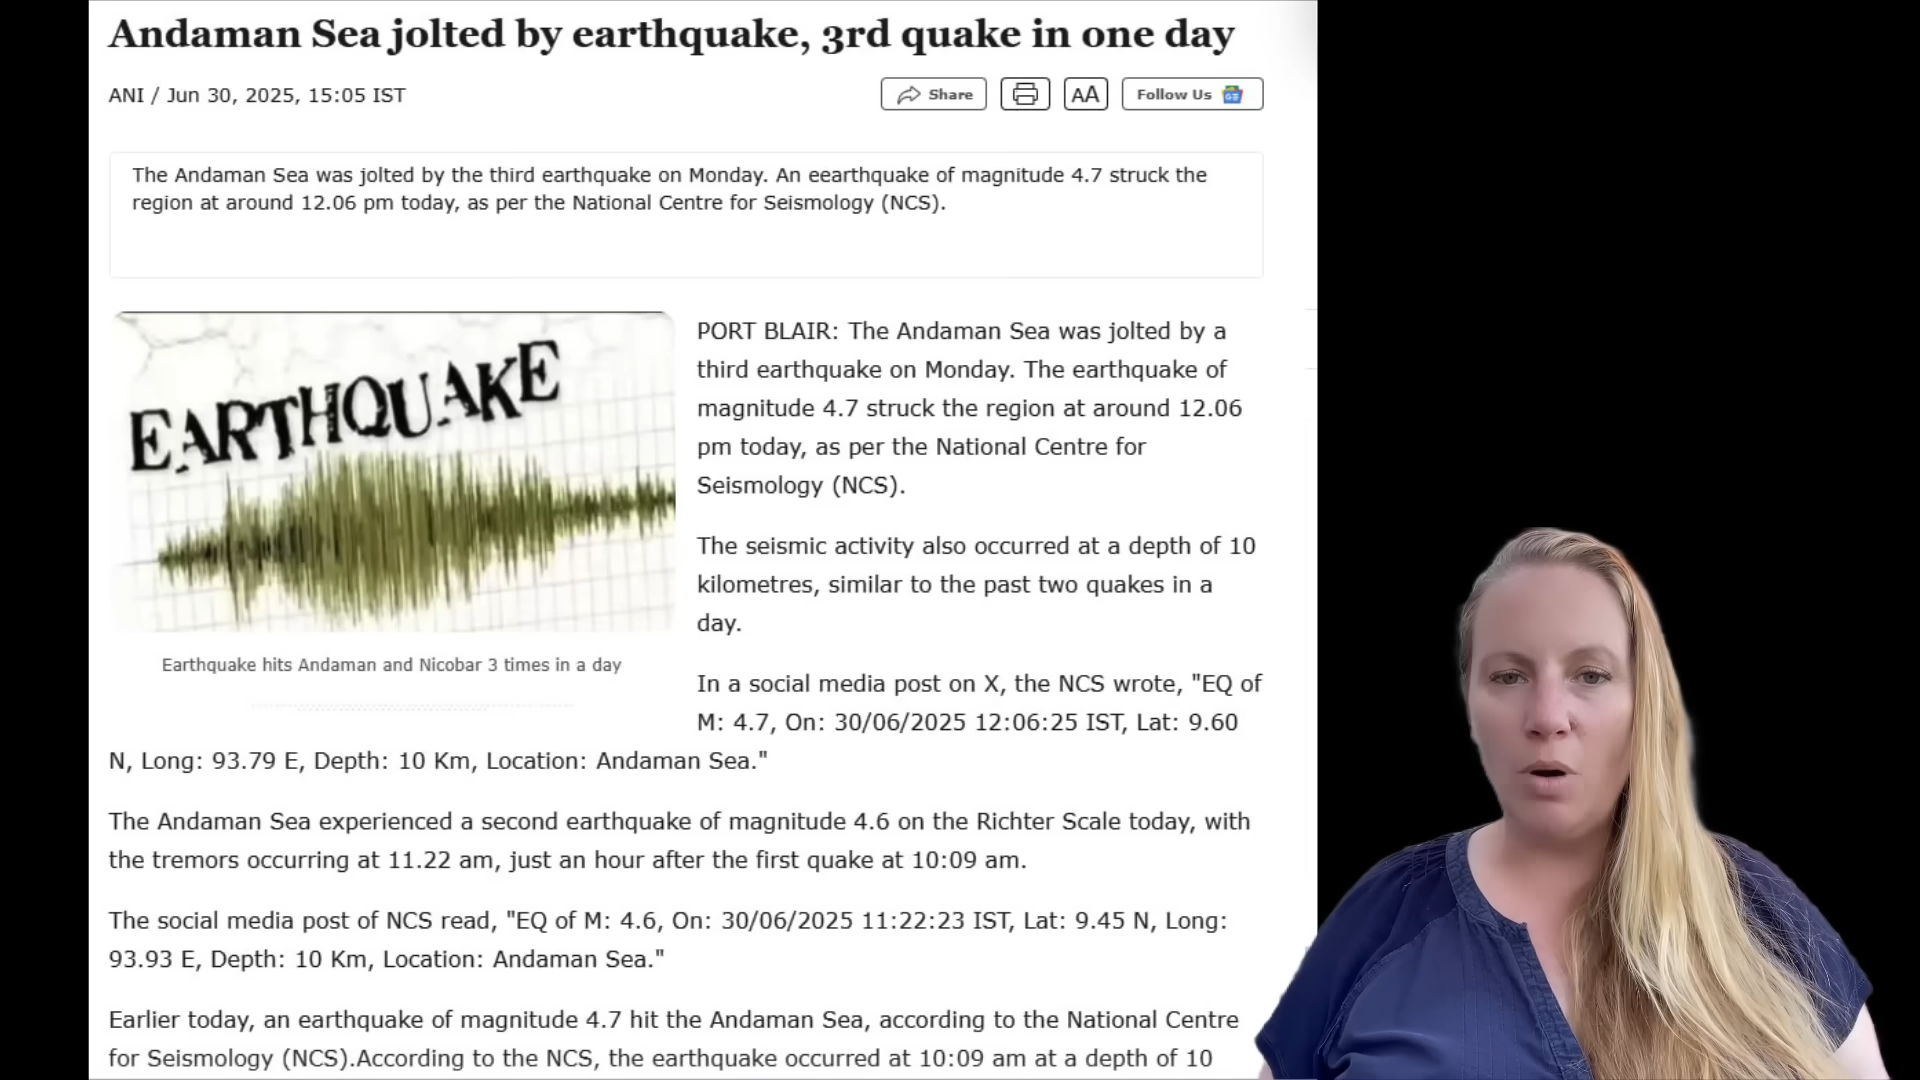 Andaman Sea jolted by earthquake, 3rd quake in one day
ANI / Jun 30, 2025, 15:05 IST
Share
AA
Follow Us
The Andaman Sea was jolted by the third earthquake on Monday. An eearthquake of magnitude 4.7 struck the
region at around 12.06 pm today, as per the National Centre for Seismology (NCS).
EARTHQUAKE
Earthquake hits Andaman and Nicobar 3 times in a day
PORT BLAIR: The Andaman Sea was jolted by a
third earthquake on Monday. The earthquake of
magnitude 4.7 struck the region at around 12.06
pm today, as per the National Centre for
Seismology (NCS).
The seismic activity also occurred at a depth of 10
kilometres, similar to the past two quakes in a
day.
In a social media post on X, the NCS wrote, "EQ of
M: 4.7, On: 30/06/2025 12:06:25 IST, Lat: 9.60
N, Long: 93.79 E, Depth: 10 Km, Location: Andaman Sea."
The Andaman Sea experienced a second earthquake of magnitude 4.6 on the Richter Scale today, with
the tremors occurring at 11.22 am, just an hour after the first quake at 10:09 am.
The social media post of NCS read, "EQ of M: 4.6, On: 30/06/2025 11:22:23 IST, Lat: 9.45 N, Long:
93.93 E, Depth: 10 Km, Location: Andaman Sea."
Earlier today, an earthquake of magnitude 4.7 hit the Andaman Sea, according to the National Centre
for Seismology (NCS).According to the NCS, the earthquake occurred at 10:09 am at a depth of 10